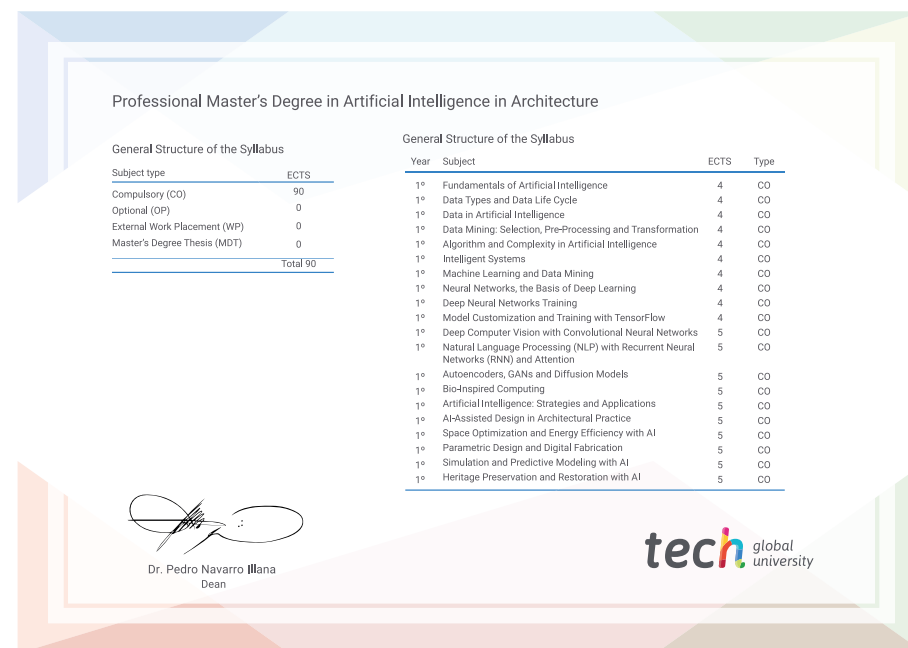 Professional Master's Degree in Artificial Intelligence in Architecture
General Structure of the Syllabus
Subject type ECTS
Compulsory (CO) 90
Optional (OP) 0
External Work Placement (WP) 0
Master's Degree Thesis (MDT) 0
Total 90
General Structure of the Syllabus
Year Subject ECTS Type
1º Fundamentals of Artificial Intelligence 4 CO
1º Data Types and Data Life Cycle 4 CO
1º Data in Artificial Intelligence 4 CO
1º Data Mining: Selection, Pre-Processing and Transformation 4 CO
1º Algorithm and Complexity in Artificial Intelligence 4 CO
1º Intelligent Systems 4 CO
1º Machine Learning and Data Mining 4 CO
1º Neural Networks, the Basis of Deep Learning 4 CO
1º Deep Neural Networks Training 4 CO
1º Model Customization and Training with TensorFlow 4 CO
1º Deep Computer Vision with Convolutional Neural Networks 5 CO
1º Natural Language Processing (NLP) with Recurrent Neural 5 CO
Networks (RNN) and Attention
1º Autoencoders, GANs and Diffusion Models 5 CO
1º Bio-Inspired Computing 5 CO
1º Artificial Intelligence: Strategies and Applications 5 CO
1º AI-Assisted Design in Architectural Practice 5 CO
1º Space Optimization and Energy Efficiency with AI 5 CO
1º Parametric Design and Digital Fabrication 5 CO
1º Simulation and Predictive Modeling with AI 5 CO
1º Heritage Preservation and Restoration with AI 5 CO
Dr. Pedro Navarro Illana
Dean
tech global
university